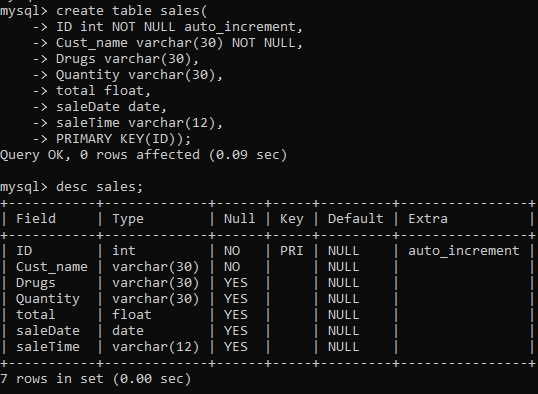 mysql> create table sales(
    -> ID int NOT NULL auto_increment,
    -> Cust_name varchar(30) NOT NULL,
    -> Drugs varchar(30),
    -> Quantity varchar(30),
    -> total float,
    -> saleDate date,
    -> saleTime varchar(12),
    -> PRIMARY KEY(ID));
Query OK, 0 rows affected (0.09 sec)
mysql> desc sales;
+-----------+-------------+------+-----+---------+----------------+
| Field     | Type        | Null | Key | Default | Extra          |
+-----------+-------------+------+-----+---------+----------------+
| ID        | int         | NO   | PRI | NULL    | auto_increment |
| Cust_name | varchar(30) | NO   |     | NULL    |                |
| Drugs     | varchar(30) | YES  |     | NULL    |                |
| Quantity  | varchar(30) | YES  |     | NULL    |                |
| total     | float       | YES  |     | NULL    |                |
| saleDate  | date        | YES  |     | NULL    |                |
| saleTime  | varchar(12) | YES  |     | NULL    |                |
+-----------+-------------+------+-----+---------+----------------+
7 rows in set (0.00 sec)